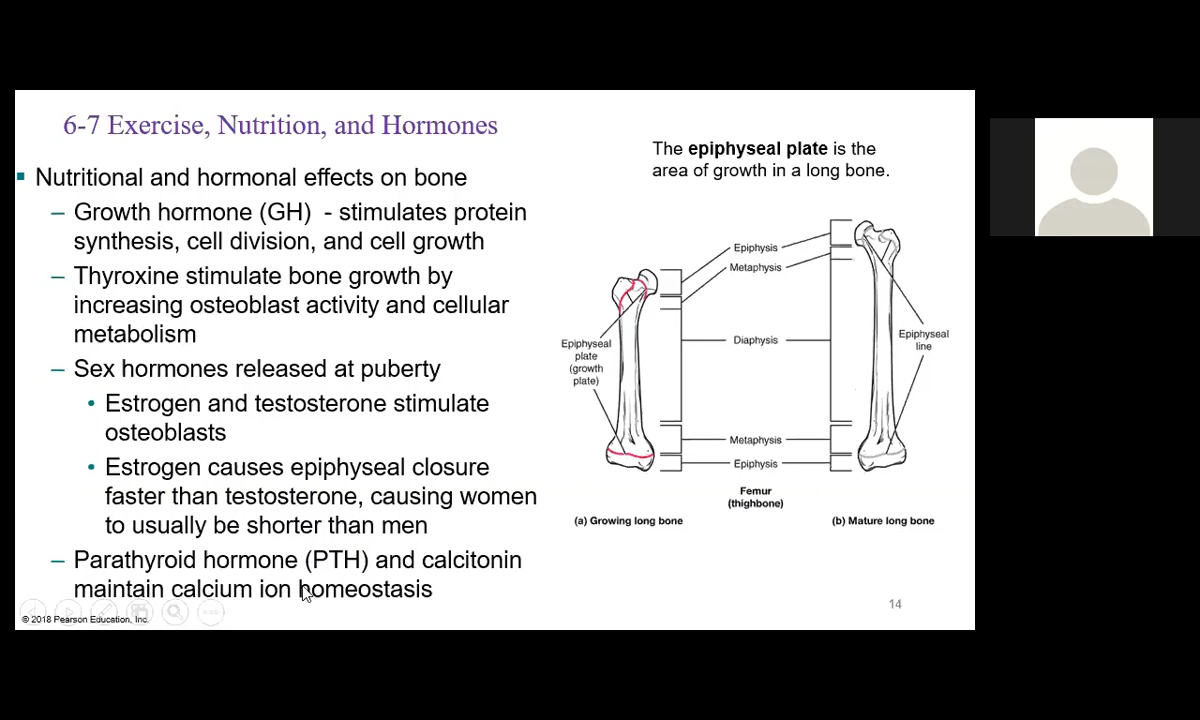 6-7 Exercise, Nutrition, and Hormones
▪ Nutritional and hormonal effects on bone
– Growth hormone (GH) - stimulates protein
synthesis, cell division, and cell growth
– Thyroxine stimulate bone growth by
increasing osteoblast activity and cellular
metabolism
– Sex hormones released at puberty
• Estrogen and testosterone stimulate
osteoblasts
• Estrogen causes epiphyseal closure
faster than testosterone, causing women
to usually be shorter than men
– Parathyroid hormone (PTH) and calcitonin
maintain calcium ion homeostasis
© 2018 Pearson Education, Inc.
The epiphyseal plate is the
area of growth in a long bone.
Epiphysis
Metaphysis
Epiphyseal
plate
(growth
plate)
Diaphysis
Epiphyseal
line
Metaphysis
Epiphysis
Femur
(thighbone)
(a) Growing long bone
(b) Mature long bone
14